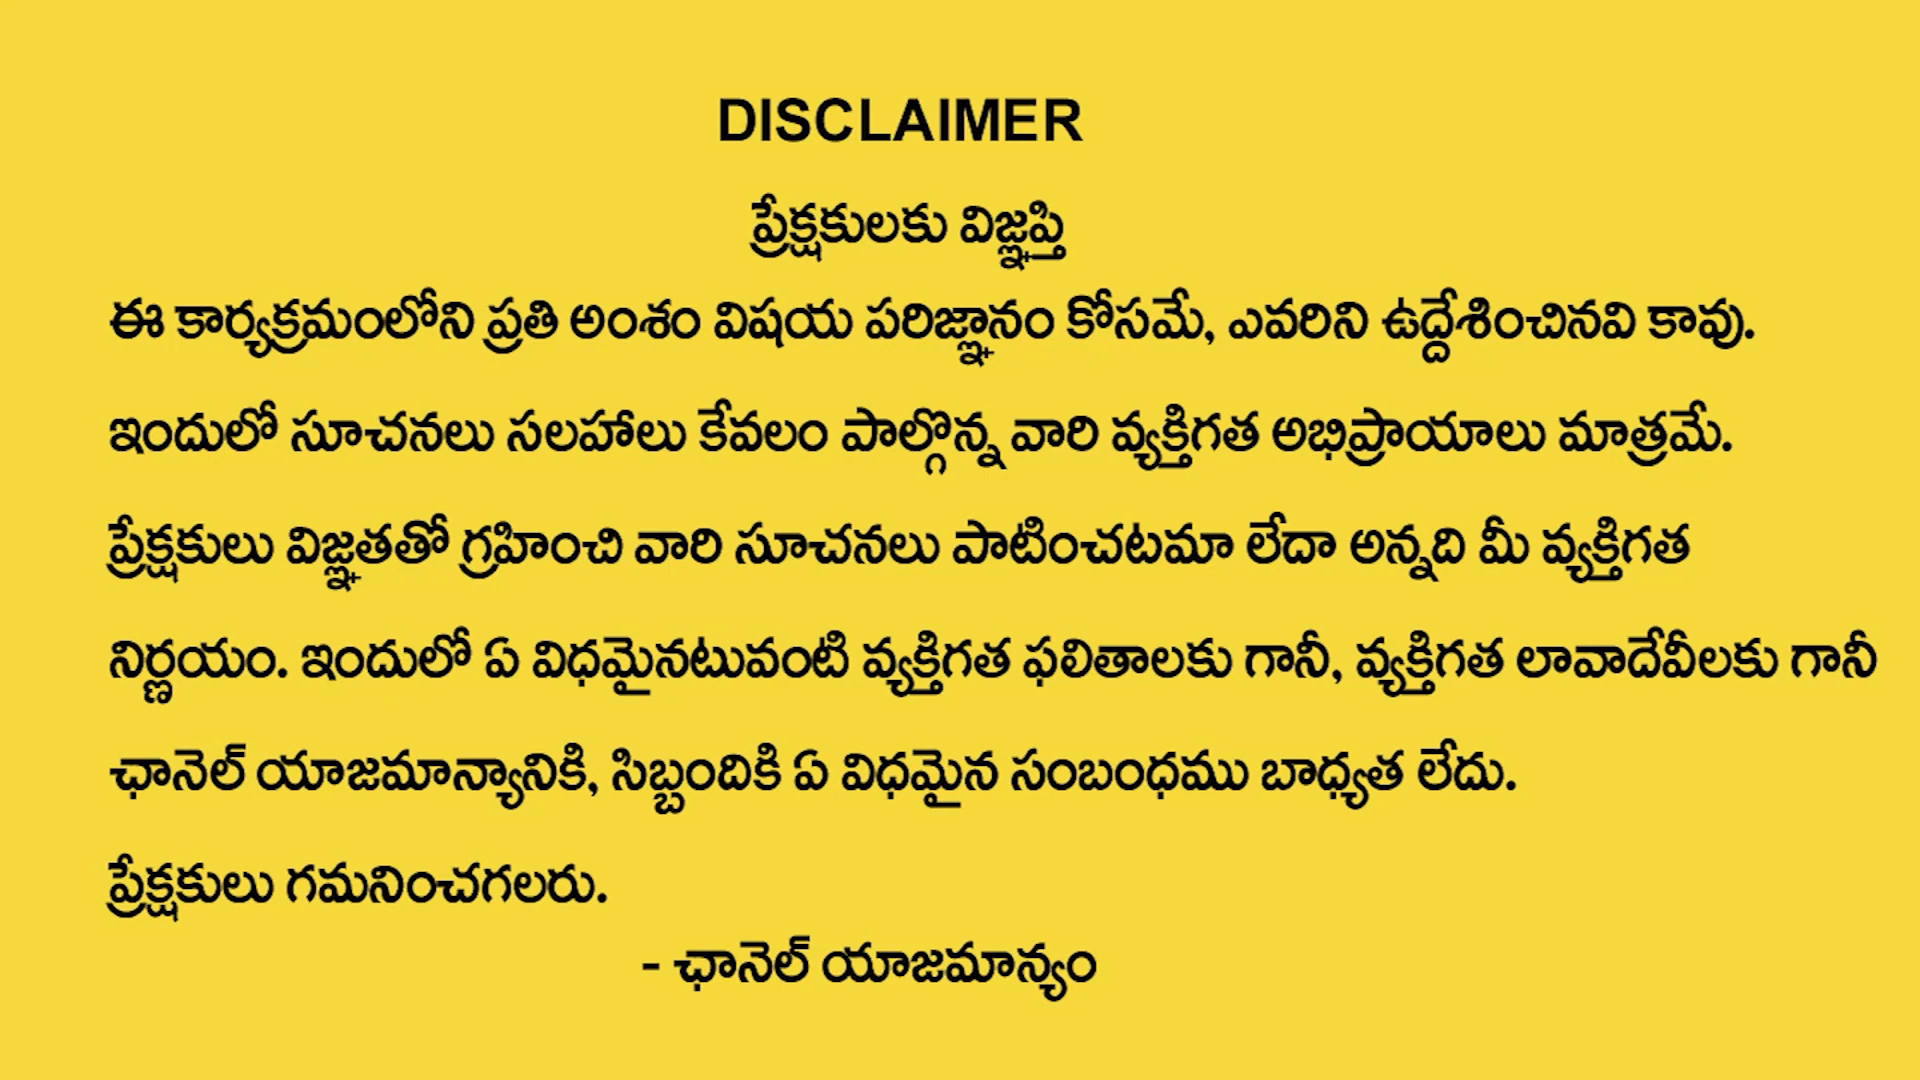 DISCLAIMER
ప్రేక్షకులకు విజ్ఞప్తి
ఈ కార్యక్రమంలోని ప్రతి అంశం విషయ పరిజ్ఞానం కోసమే, ఎవరిని ఉద్దేశించినవి కావు.
ఇందులో సూచనలు సలహాలు కేవలం పాల్గొన్న వారి వ్యక్తిగత అభిప్రాయాలు మాత్రమే.
ప్రేక్షకులు విజ్ఞతతో గ్రహించి వారి సూచనలు పాటించటమా లేదా అన్నది మీ వ్యక్తిగత
నిర్ణయం. ఇందులో ఏ విధమైనటువంటి వ్యక్తిగత ఫలితాలకు గానీ, వ్యక్తిగత లావాదేవీలకు గానీ
ఛానెల్ యాజమాన్యానికి, సిబ్బందికి ఏ విధమైన సంబంధము బాధ్యత లేదు.
ప్రేక్షకులు గమనించగలరు.
- ఛానెల్ యాజమాన్యం